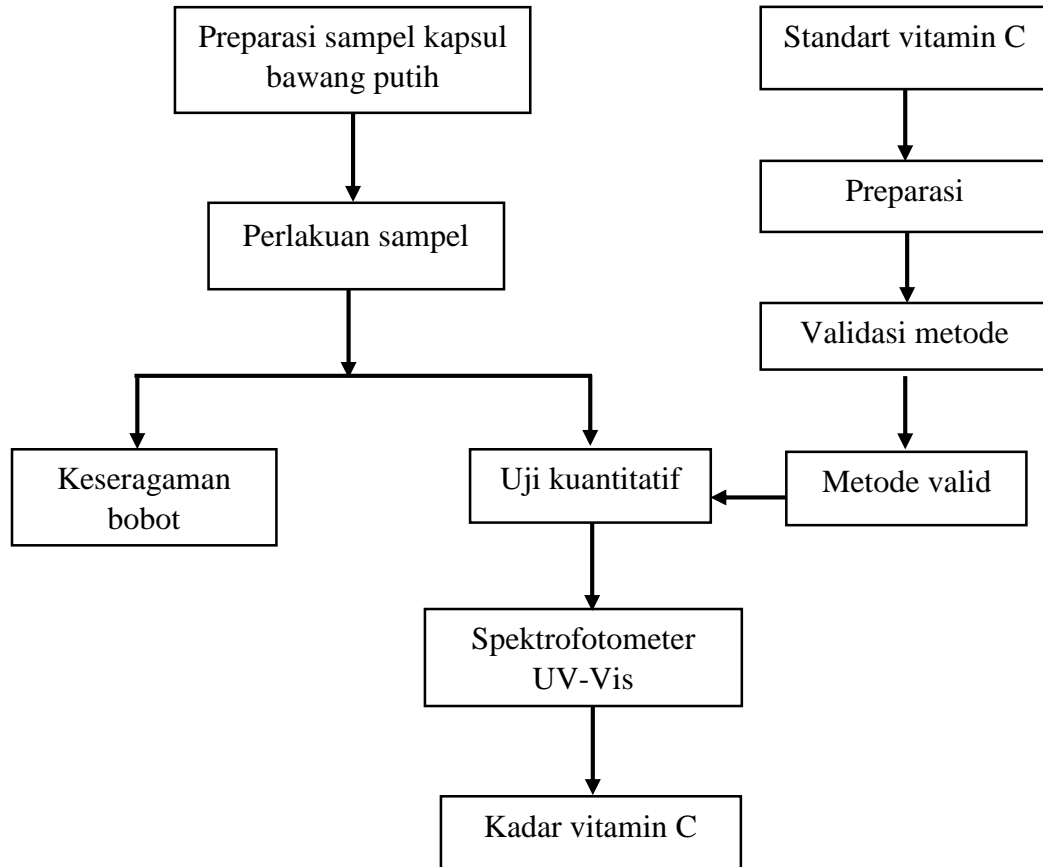 Preparasi sampel kapsul
bawang putih
Standart vitamin C
Preparasi
Perlakuan sampel
Validasi metode
Keseragaman
bobot
Uji kuantitatif
Metode valid
Spektrofotometer
UV-Vis
Kadar vitamin C